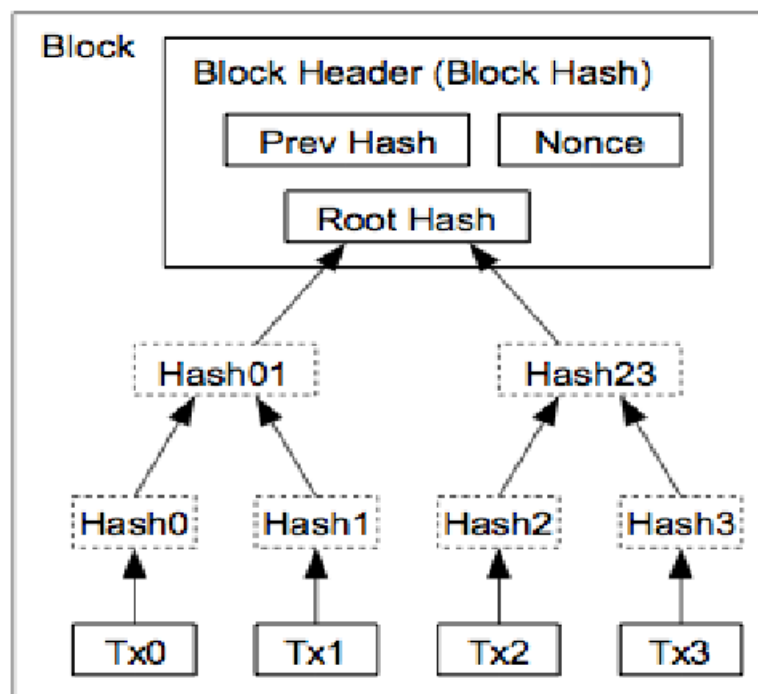 Block
Block Header (Block Hash)
Prev Hash Nonce
Root Hash
Hash01 Hash23
Hash0 Hash1 Hash2 Hash3
Tx0 Tx1 Tx2 Tx3